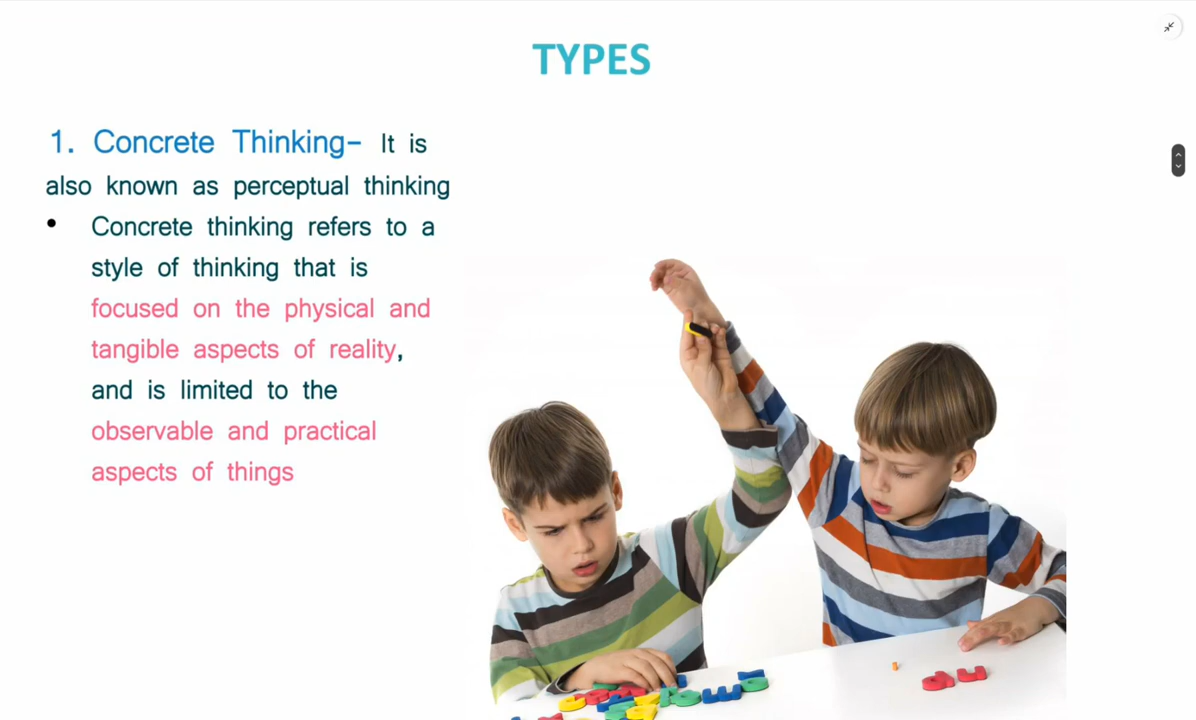 TYPES
1. Concrete Thinking- It is
also known as perceptual thinking
• Concrete thinking refers to a
style of thinking that is
focused on the physical and
tangible aspects of reality,
and is limited to the
observable and practical
aspects of things